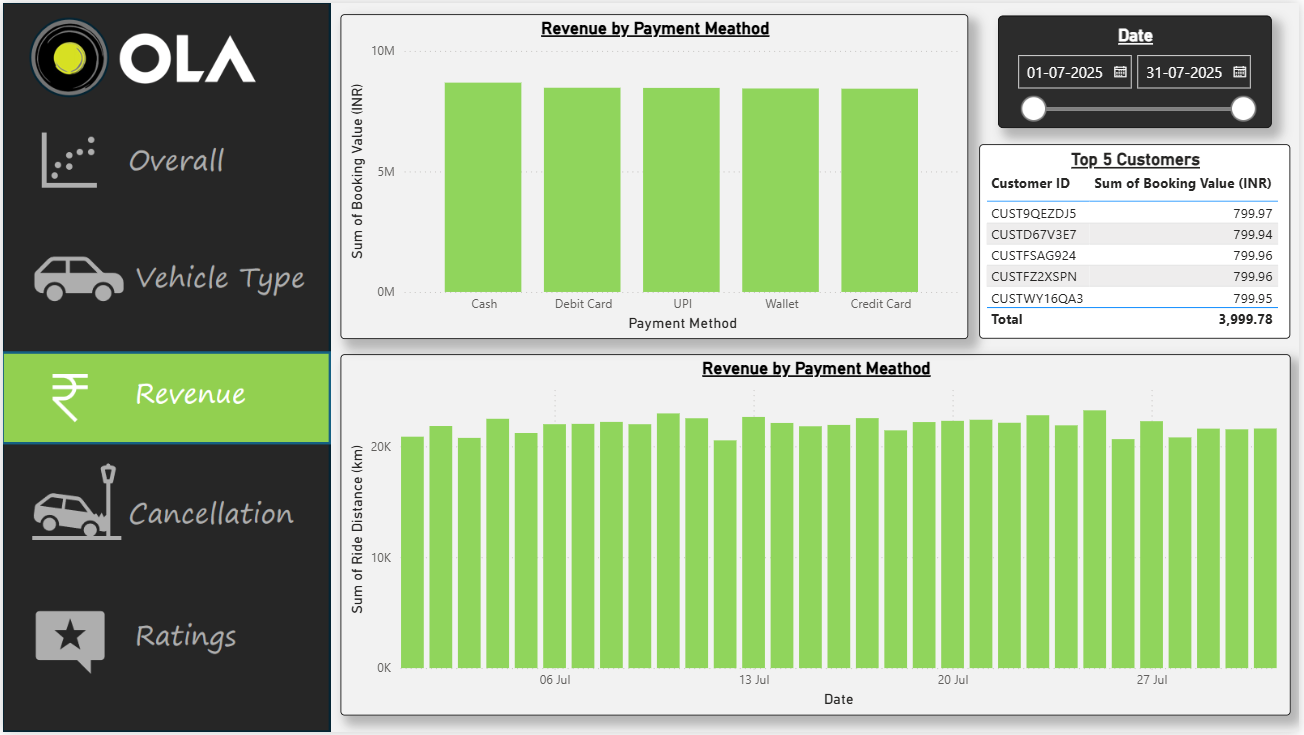 OLA
Overall
Vehicle Type
₹ Revenue
Cancellation
Ratings
Revenue by Payment Meathod
Sum of Booking Value (INR)
10M
5M
0M
Cash Debit Card UPI Wallet Credit Card
Payment Method
Date
01-07-2025 31-07-2025
Top 5 Customers
Customer ID Sum of Booking Value (INR)
CUST9QEZDJ5 799.97
CUSTD67V3E7 799.94
CUSTFSAG924 799.96
CUSTFZ2XSPN 799.96
CUSTWY16QA3 799.95
Total 3,999.78
Revenue by Payment Meathod
Sum of Ride Distance (km)
20K
10K
0K
06 Jul 13 Jul 20 Jul 27 Jul
Date